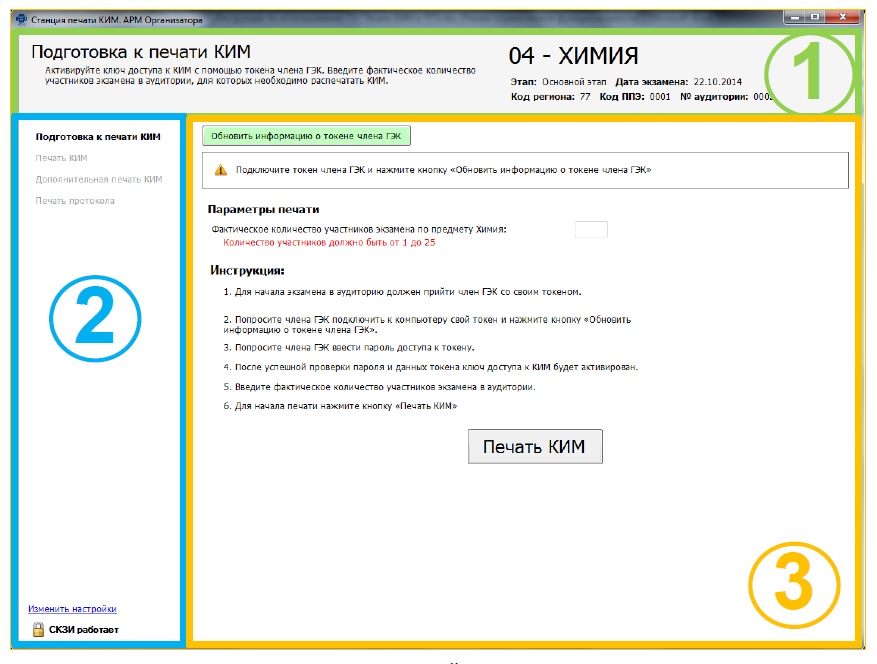 Станция печати КИМ. АРМ Организатора
Подготовка к печати КИМ
Активируйте ключ доступа к КИМ с помощью токена члена ГЭК. Введите фактическое количество
участников экзамена в аудитории, для которых необходимо распечатать КИМ.
04 - ХИМИЯ
Этап: Основной этап Дата экзамена: 22.10.2014
Код региона: 77 Код ППЭ: 0001 № аудитории:
1
Подготовка к печати КИМ
Печать КИМ
Дополнительная печать КИМ
Печать протокола
2
Изменить настройки
СКЗИ работает
Обновить информацию о токене члена ГЭК
Подключите токен члена ГЭК и нажмите кнопку «Обновить информацию о токене члена ГЭК»
Параметры печати
Фактическое количество участников экзамена по предмету Химия:
Количество участников должно быть от 1 до 25
Инструкция:
1. Для начала экзамена в аудиторию должен прийти член ГЭК со своим токеном.
2. Попросите члена ГЭК подключить к компьютеру свой токен и нажмите кнопку «Обновить
информацию о токене члена ГЭК».
3. Попросите члена ГЭК ввести пароль доступа к токену.
4. После успешной проверки пароля и данных токена ключ доступа к КИМ будет активирован.
5. Введите фактическое количество участников экзамена в аудитории.
6. Для начала печати нажмите кнопку «Печать КИМ»
Печать КИМ
3